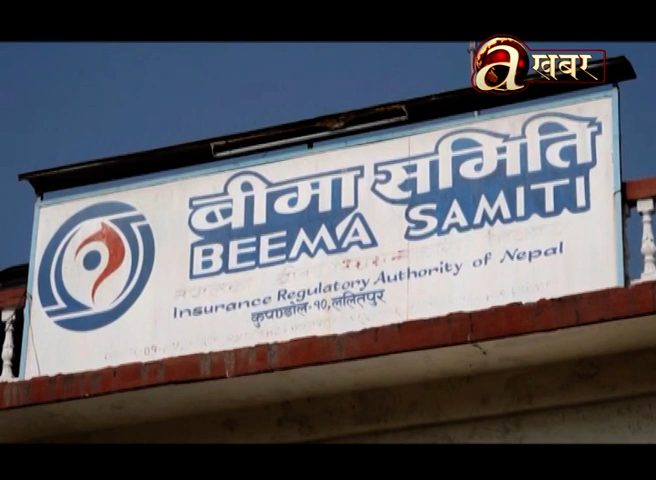 a खबर
बीमा समिति
BEEMA SAMITI
Insurance Regulatory Authority of Nepal
कुपण्डोल-१०, ललितपुर